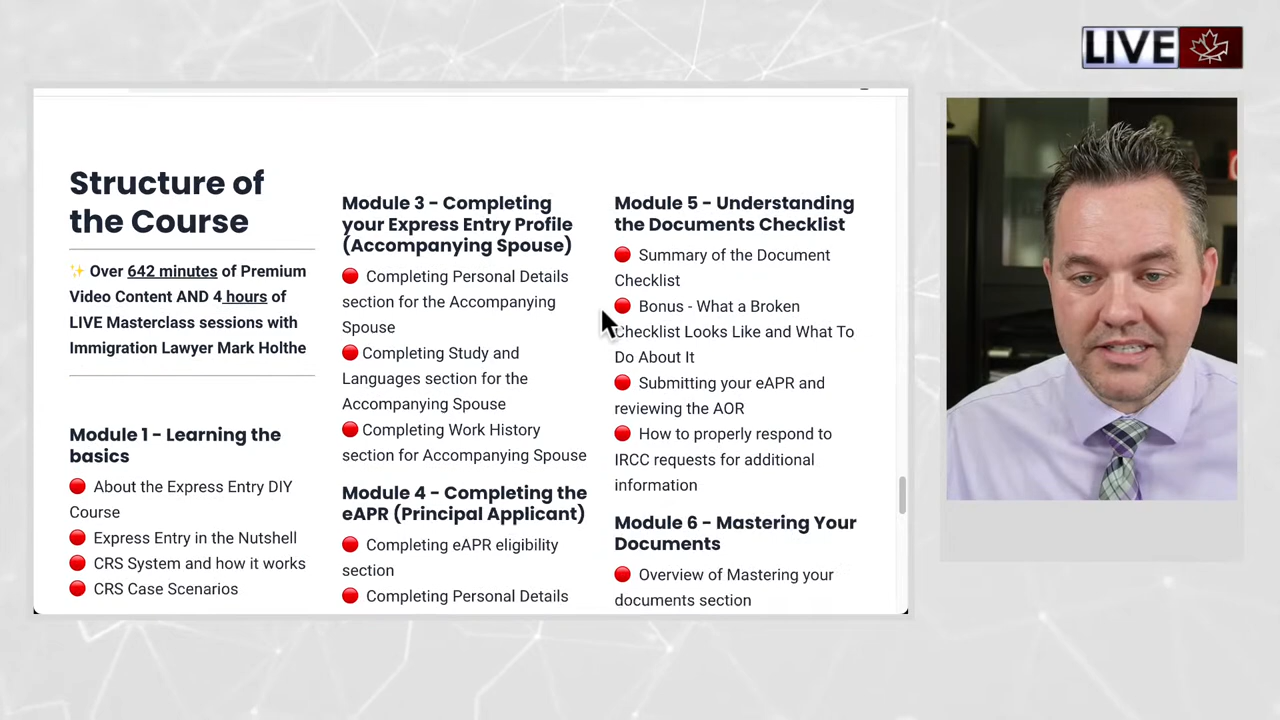 LIVE
Structure of
the Course
✨ Over 642 minutes of Premium
Video Content AND 4 hours of
LIVE Masterclass sessions with
Immigration Lawyer Mark Holthe
Module 1 - Learning the
basics
🔴 About the Express Entry DIY
Course
🔴 Express Entry in the Nutshell
🔴 CRS System and how it works
🔴 CRS Case Scenarios
Module 3 - Completing
your Express Entry Profile
(Accompanying Spouse)
🔴 Completing Personal Details
section for the Accompanying
Spouse
🔴 Completing Study and
Languages section for the
Accompanying Spouse
🔴 Completing Work History
section for Accompanying Spouse
Module 4 - Completing the
eAPR (Principal Applicant)
🔴 Completing eAPR eligibility
section
🔴 Completing Personal Details
Module 5 - Understanding
the Documents Checklist
🔴 Summary of the Document
Checklist
🔴 Bonus - What a Broken
Checklist Looks Like and What To
Do About It
🔴 Submitting your eAPR and
reviewing the AOR
🔴 How to properly respond to
IRCC requests for additional
information
Module 6 - Mastering Your
Documents
🔴 Overview of Mastering your
documents section